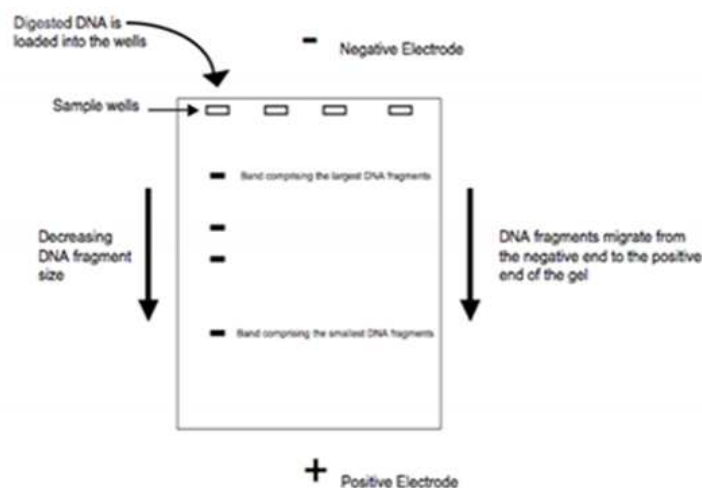 Digested DNA is
loaded into the wells
-
Negative Electrode
Sample wells
Band comprising the largest DNA fragments
Decreasing
DNA fragment
size
DNA fragments migrate from
the negative end to the positive
end of the gel
Band comprising the smallest DNA fragments
+
Positive Electrode